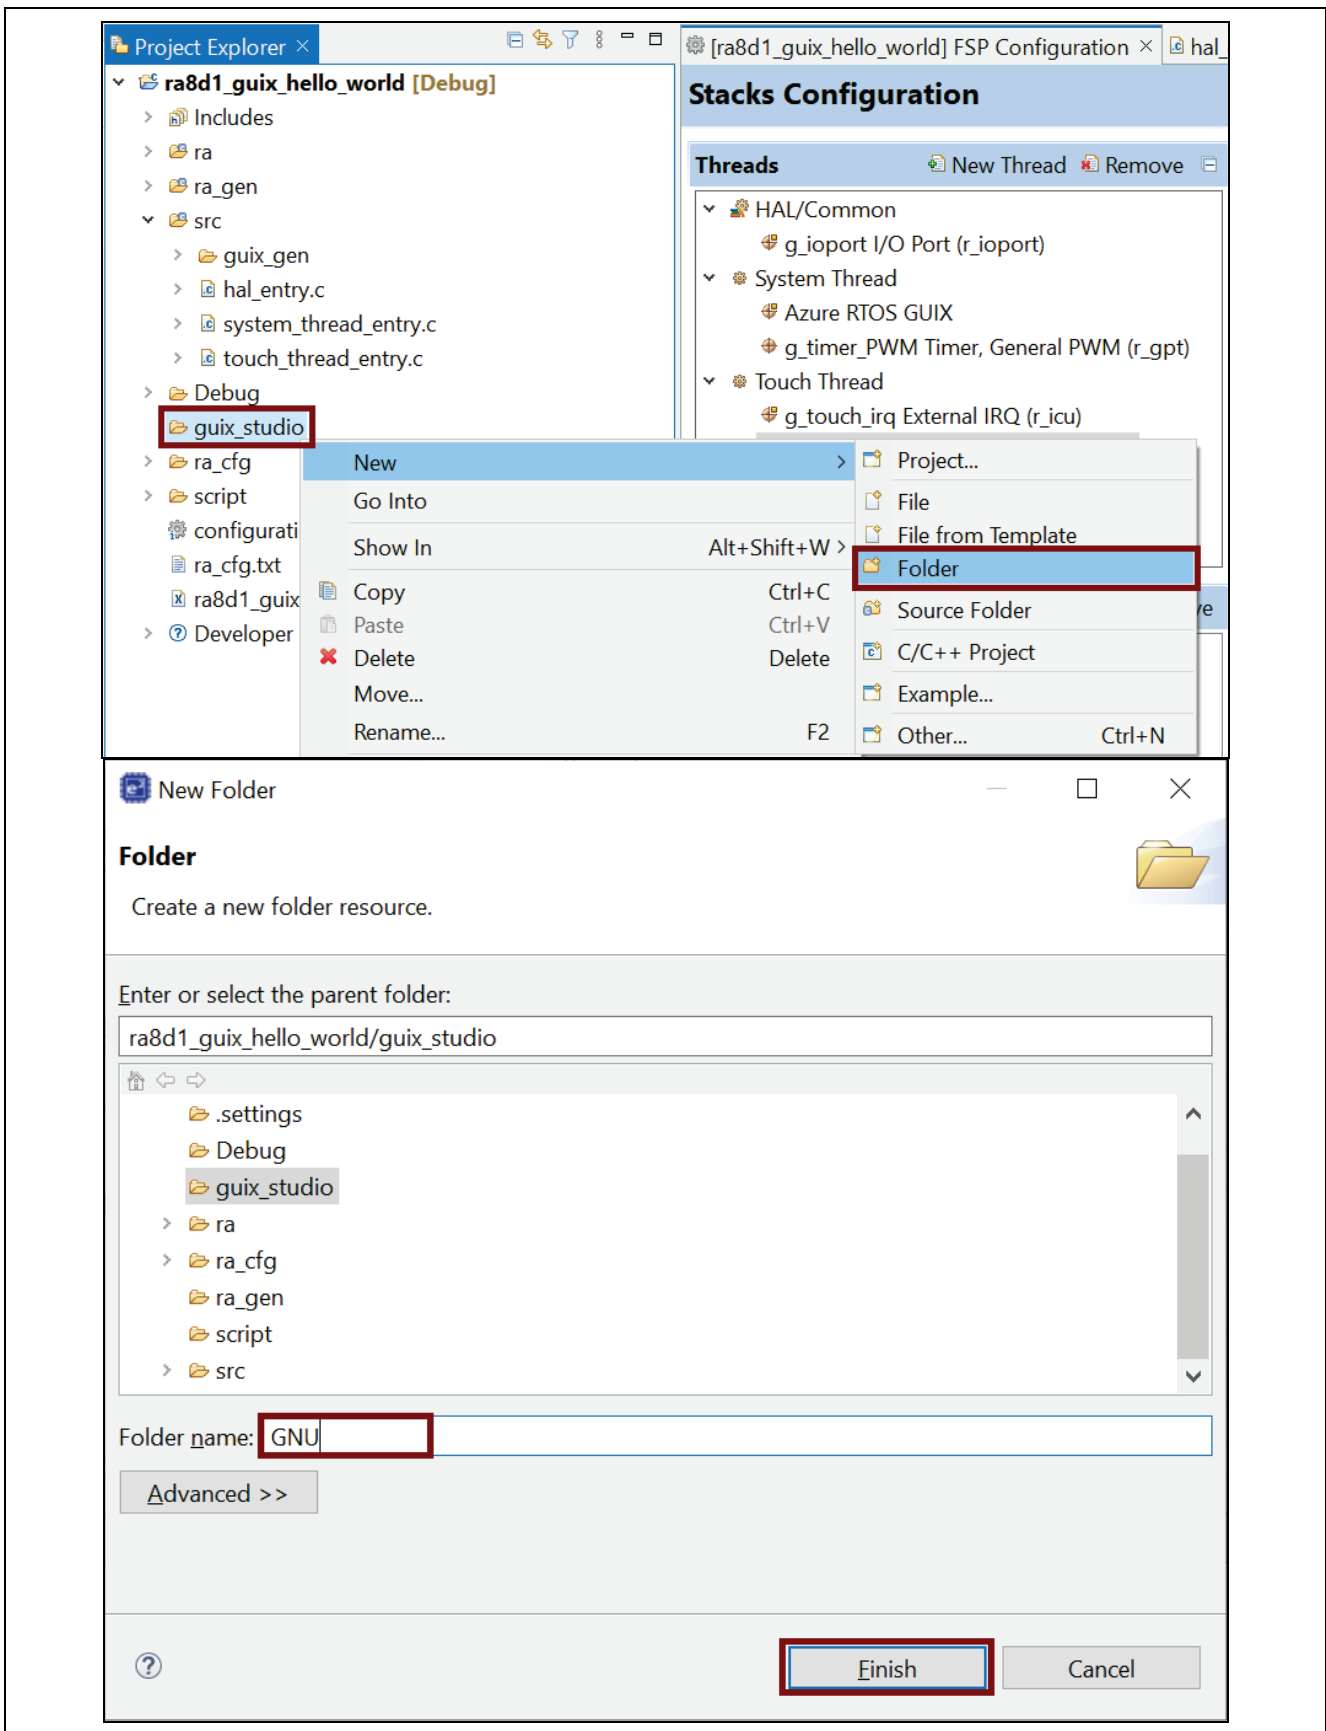 Project Explorer
[ra8d1_guix_hello_world] FSP Configuration
hal_
ra8d1_guix_hello_world [Debug]
Stacks Configuration
Includes
ra
Threads
New Thread
Remove
ra_gen
HAL/Common
src
g_ioport I/O Port (r_ioport)
guix_gen
System Thread
hal_entry.c
Azure RTOS GUIX
system_thread_entry.c
g_timer_PWM Timer, General PWM (r_gpt)
touch_thread_entry.c
Touch Thread
Debug
g_touch_irq External IRQ (r_icu)
guix_studio
ra_cfg
script
configurati
ra_cfg.txt
ra8d1_guix
Developer
New
Go Into
Show In Alt+Shift+W
Copy Ctrl+C
Paste Ctrl+V
Delete Delete
Move...
Rename... F2
Project...
File
File from Template
Folder
Source Folder
C/C++ Project
Example...
Other... Ctrl+N
New Folder
Folder
Create a new folder resource.
Enter or select the parent folder:
ra8d1_guix_hello_world/guix_studio
.settings
Debug
guix_studio
ra
ra_cfg
ra_gen
script
src
Folder name: GNU
Advanced >>
Finish
Cancel